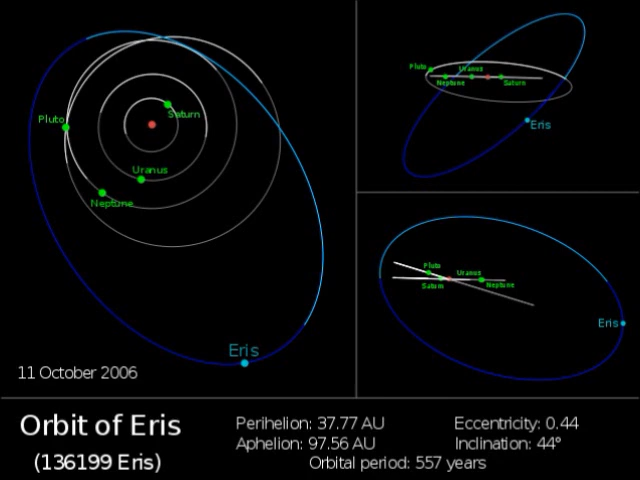 Pluto
Saturn
Uranus
Neptune
Eris
11 October 2006
Pluto
Uranus
Neptune
Saturn
Eris
Pluto
Uranus
Saturn
Neptune
Eris
Orbit of Eris
(136199 Eris)
Perihelion: 37.77 AU
Aphelion: 97.56 AU
Eccentricity: 0.44
Inclination: 44°
Orbital period: 557 years